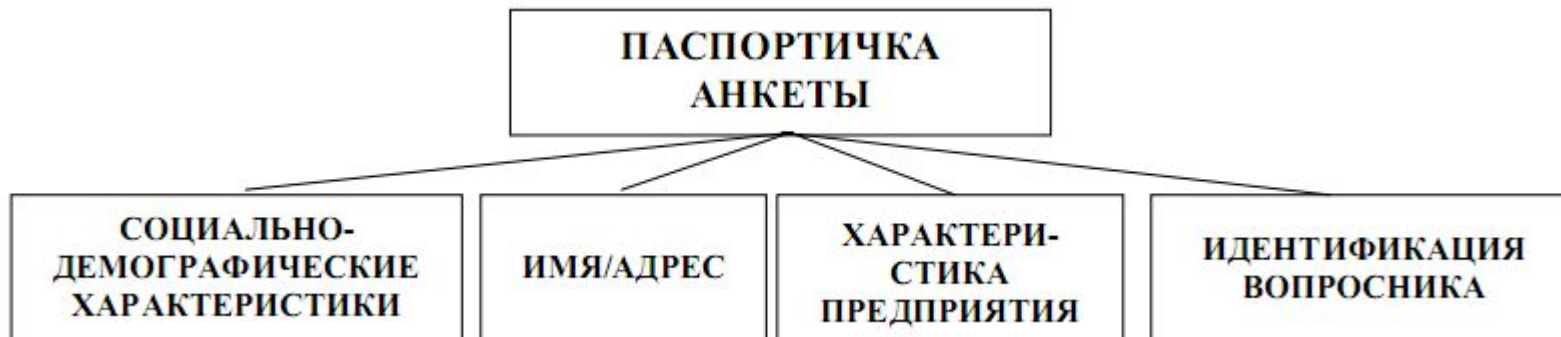 ПАСПОРТИЧКА
АНКЕТЫ
СОЦИАЛЬНО-
ДЕМОГРАФИЧЕСКИЕ
ХАРАКТЕРИСТИКИ
ИМЯ/АДРЕС
ХАРАКТЕРИ-
СТИКА
ПРЕДПРИЯТИЯ
ИДЕНТИФИКАЦИЯ
ВОПРОСНИКА